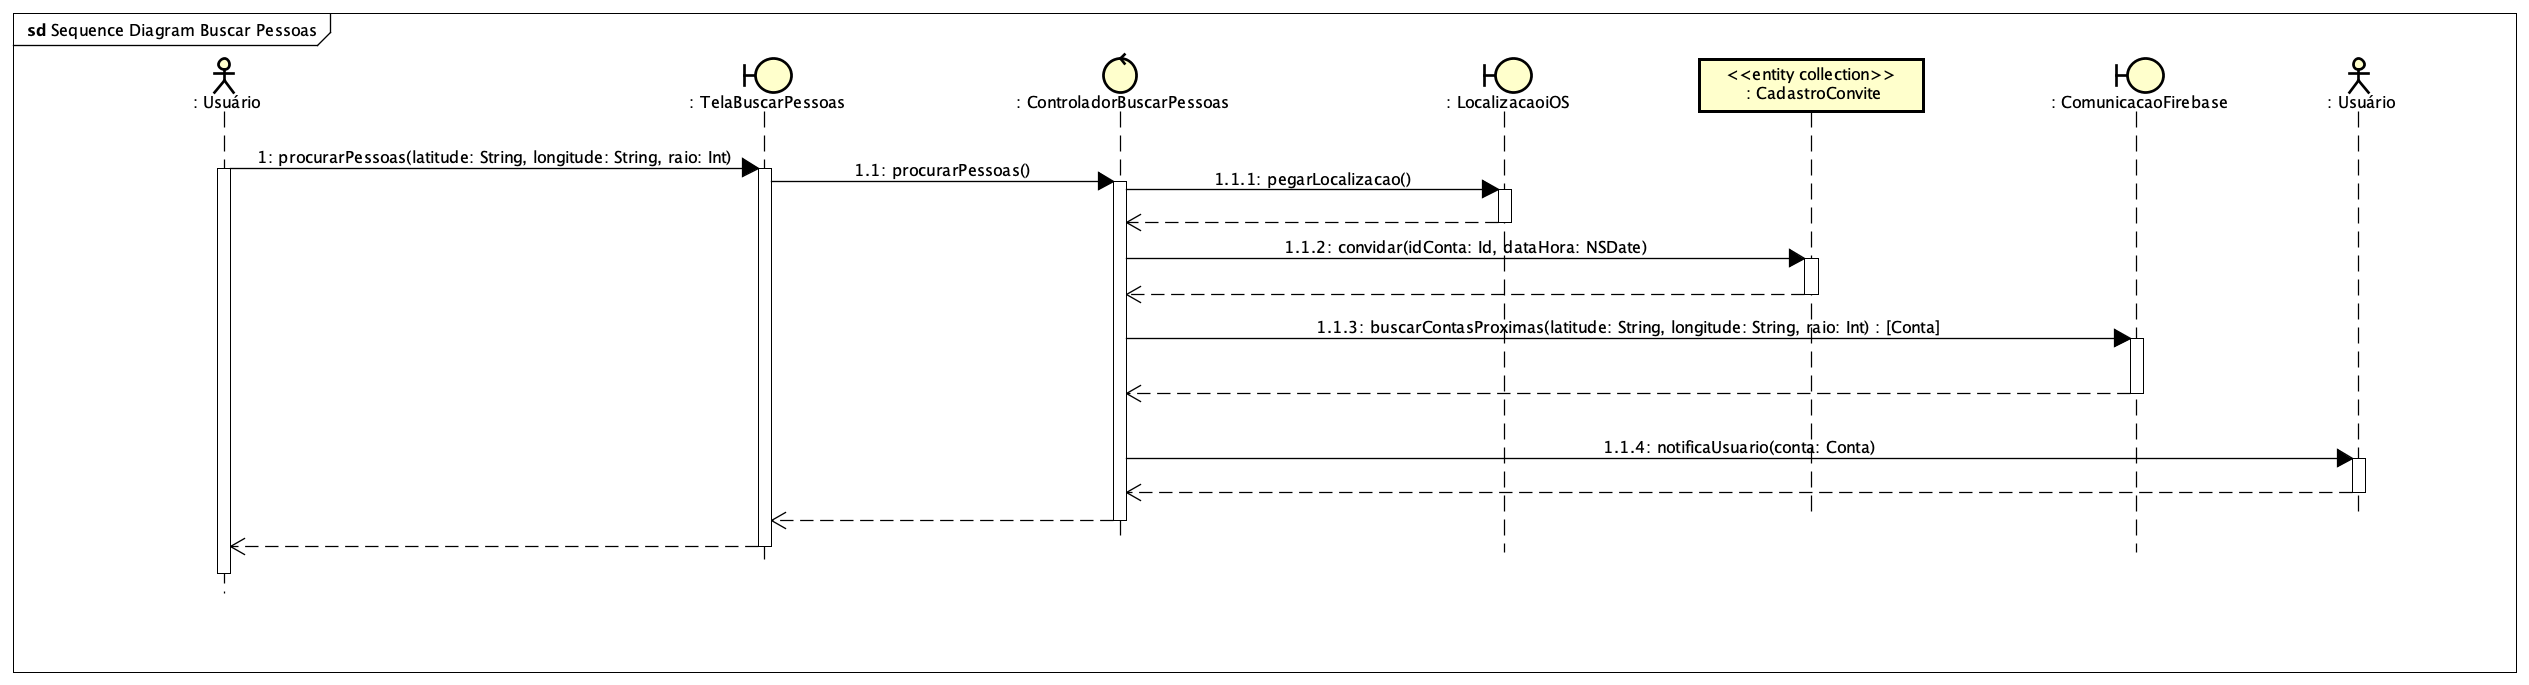 sd Sequence Diagram Buscar Pessoas
: Usuário
: TelaBuscarPessoas
: ControladorBuscarPessoas
: LocalizacaoiOS
<<entity collection>>
: CadastroConvite
: ComunicacaoFirebase
: Usuário
1: procurarPessoas(latitude: String, longitude: String, raio: Int)
1.1: procurarPessoas()
1.1.1: pegarLocalizacao()
1.1.2: convidar(idConta: Id, dataHora: NSDate)
1.1.3: buscarContasProximas(latitude: String, longitude: String, raio: Int) : [Conta]
1.1.4: notificaUsuario(conta: Conta)